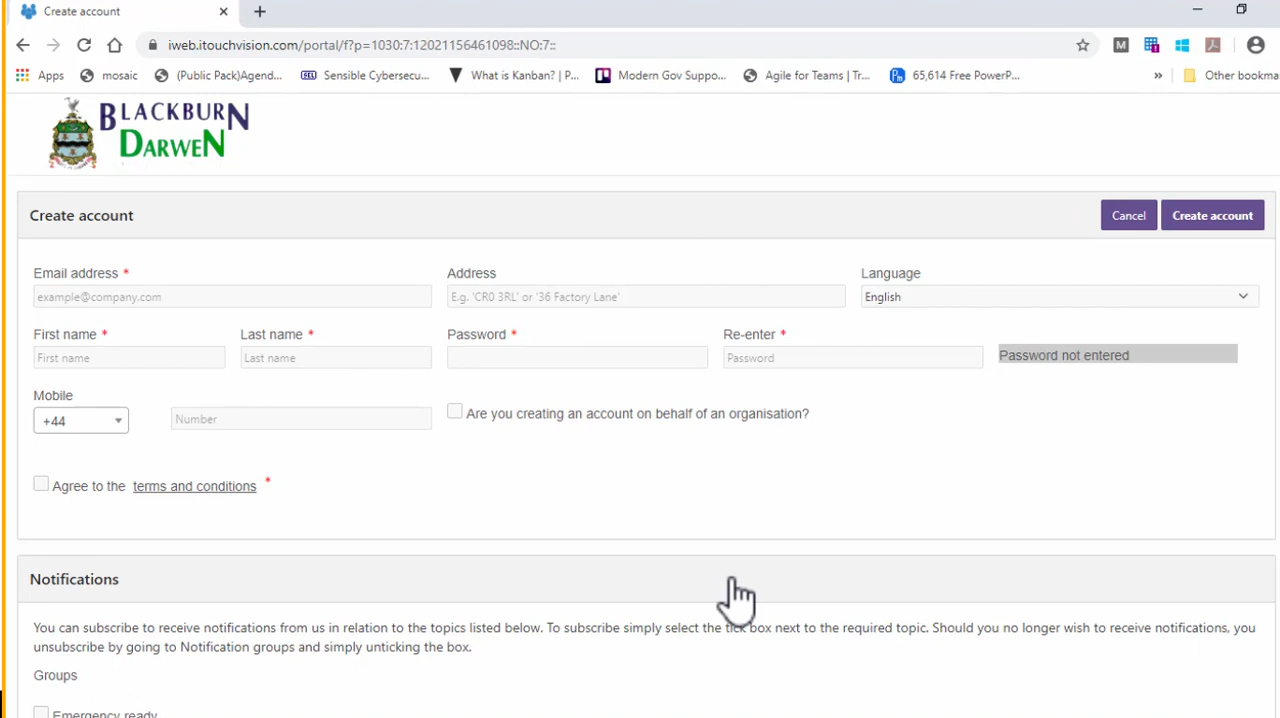 Create account
iweb.itouchvision.com/portal/f?p=1030:7:12021156461098::NO:7::
Apps mosaic (Public Pack)Agend... SEL Sensible Cybersecu... What is Kanban? | P... Modern Gov Suppo... Agile for Teams | Tr... 65,614 Free PowerP... » Other bookma
BLACKBURN
DARWEN
Create account Cancel Create account
Email address * Address Language
example@company.com E.g. 'CR0 3RL' or '36 Factory Lane' English
First name * Last name * Password * Re-enter *
First name Last name Password Password not entered
Mobile
+44 Number Are you creating an account on behalf of an organisation?
Agree to the terms and conditions *
Notifications
You can subscribe to receive notifications from us in relation to the topics listed below. To subscribe simply select the tick box next to the required topic. Should you no longer wish to receive notifications, you
unsubscribe by going to Notification groups and simply unticking the box.
Groups
Emergency ready